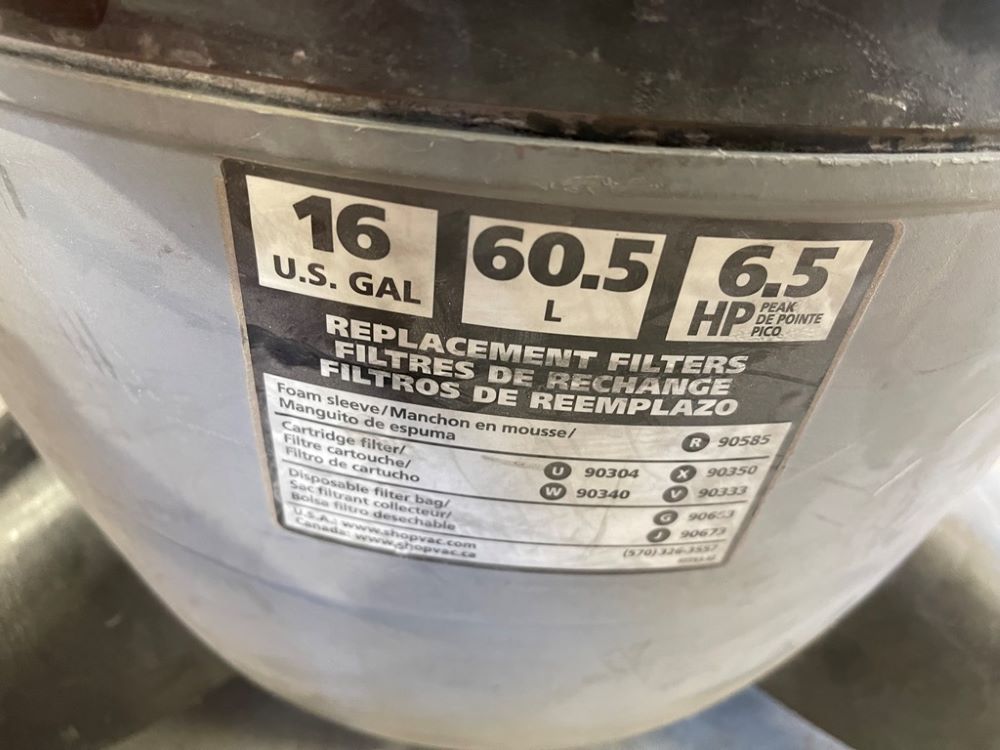 16
U.S. GAL
60.5
L
6.5
HP PEAK
DE POINTE
PICO
REPLACEMENT FILTERS
FILTRES DE RECHANGE
FILTROS DE REEMPLAZO
Foam sleeve/Manchon en mousse/
Manguito de espuma
R 90585
Cartridge filter/
Filtre cartouche/
Filtro de cartucho
U 90304 X 90350
W 90340 V 90333
Disposable filter bag/
Sac filtrant collecteur/
Bolsa filtro desechable
G
J 90673
U.S.A.: www.shopvac.com
Canada: www.shopvac.ca
(570) 326-3557